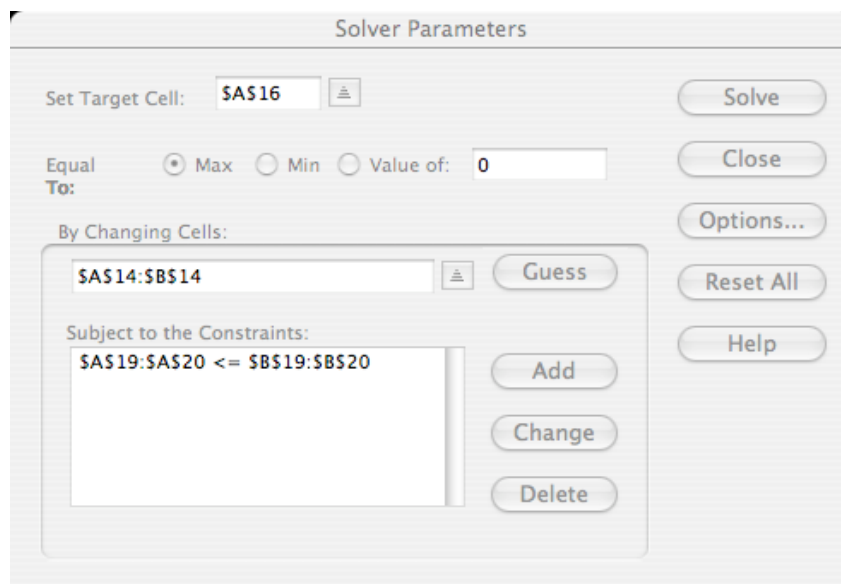 Solver Parameters
Set Target Cell: $A$16
Solve
Equal To: Max Min Value of: 0
Close
By Changing Cells:
Options...
$A$14:$B$14 Guess
Reset All
Subject to the Constraints:
Help
$A$19:$A$20 <= $B$19:$B$20
Add
Change
Delete